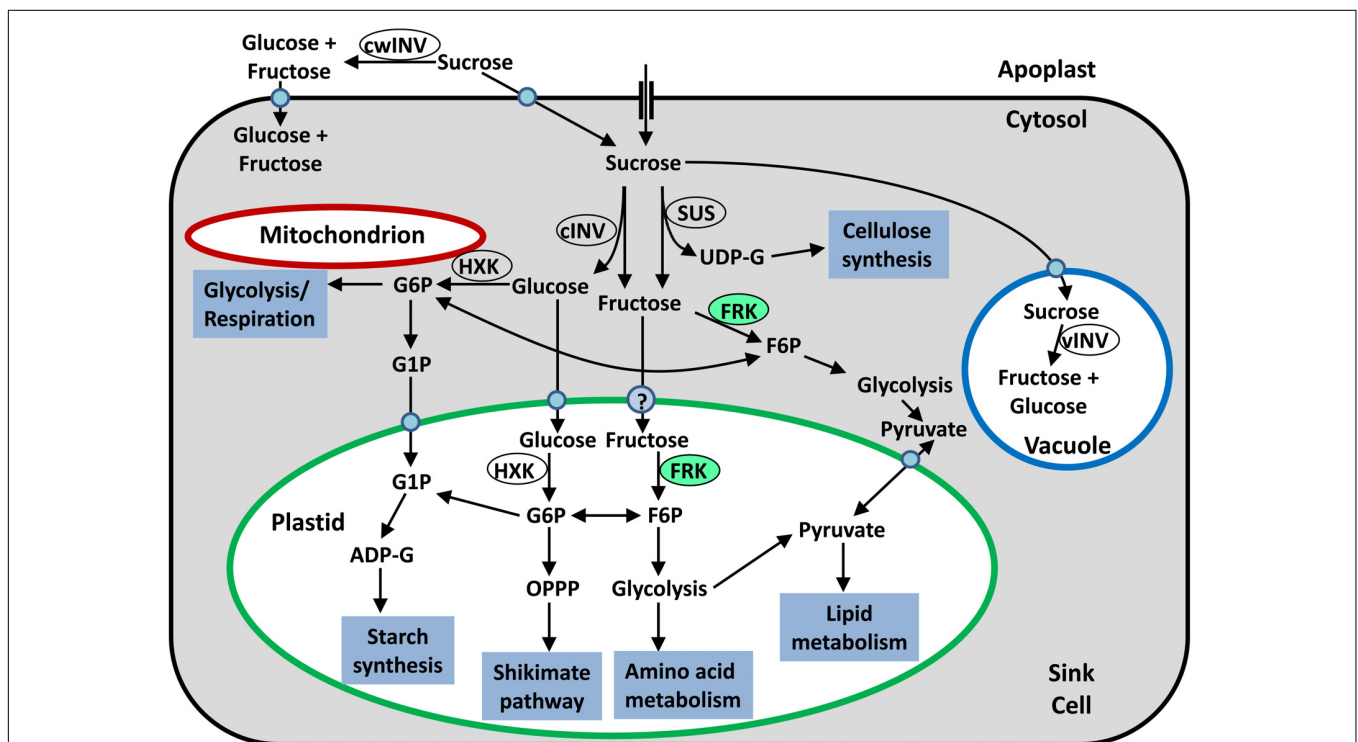 Glucose +
Fructose
cwINV
Sucrose
Apoplast
Cytosol
Glucose +
Fructose
Sucrose
Mitochondrion
cINV
SUS
UDP-G
Cellulose
synthesis
HXK
Glycolysis/
Respiration
G6P
Glucose
Fructose
FRK
F6P
Sucrose
vINV
Fructose +
Glucose
Vacuole
G1P
Glycolysis
Pyruvate
?
Glucose
Fructose
HXK
FRK
G1P
G6P
F6P
Plastid
ADP-G
OPPP
Glycolysis
Pyruvate
Starch
synthesis
Shikimate
pathway
Amino acid
metabolism
Lipid
metabolism
Sink
Cell